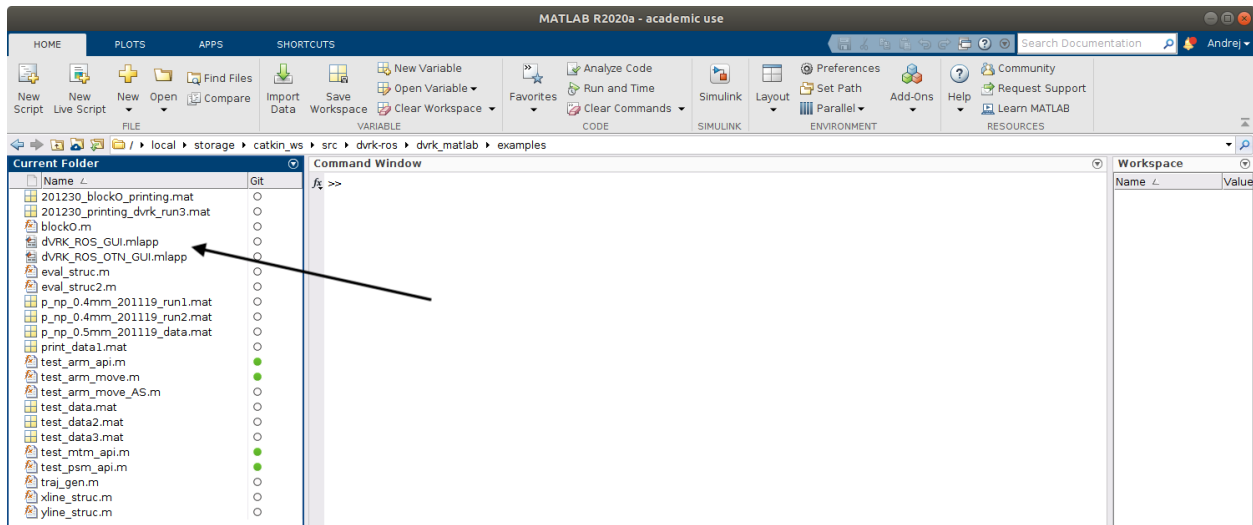 MATLAB R2020a - academic use
HOME PLOTS APPS SHORTCUTS Search Documentation Andrej
New Script
New Live Script
New
Open
Find Files
Compare
FILE
Import Data
Save Workspace
New Variable
Open Variable
Clear Workspace
VARIABLE
Favorites
Analyze Code
Run and Time
Clear Commands
CODE
Simulink
SIMULINK
Layout
Preferences
Set Path
Parallel
Add-Ons
ENVIRONMENT
Help
Community
Request Support
Learn MATLAB
RESOURCES
/ local storage catkin_ws src dvrk-ros dvrk_matlab examples
Current Folder
Name Git
201230_blockO_printing.mat
201230_printing_dvrk_run3.mat
blockO.m
dVRK_ROS_GUI.mlapp
dVRK_ROS_OTN_GUI.mlapp
eval_struc.m
eval_struc2.m
p_np_0.4mm_201119_run1.mat
p_np_0.4mm_201119_run2.mat
p_np_0.5mm_201119_data.mat
print_data1.mat
test_arm_api.m
test_arm_move.m
test_arm_move_AS.m
test_data.mat
test_data2.mat
test_data3.mat
test_mtm_api.m
test_psm_api.m
traj_gen.m
xline_struc.m
yline_struc.m
Command Window
fx >>
Workspace
Name Value